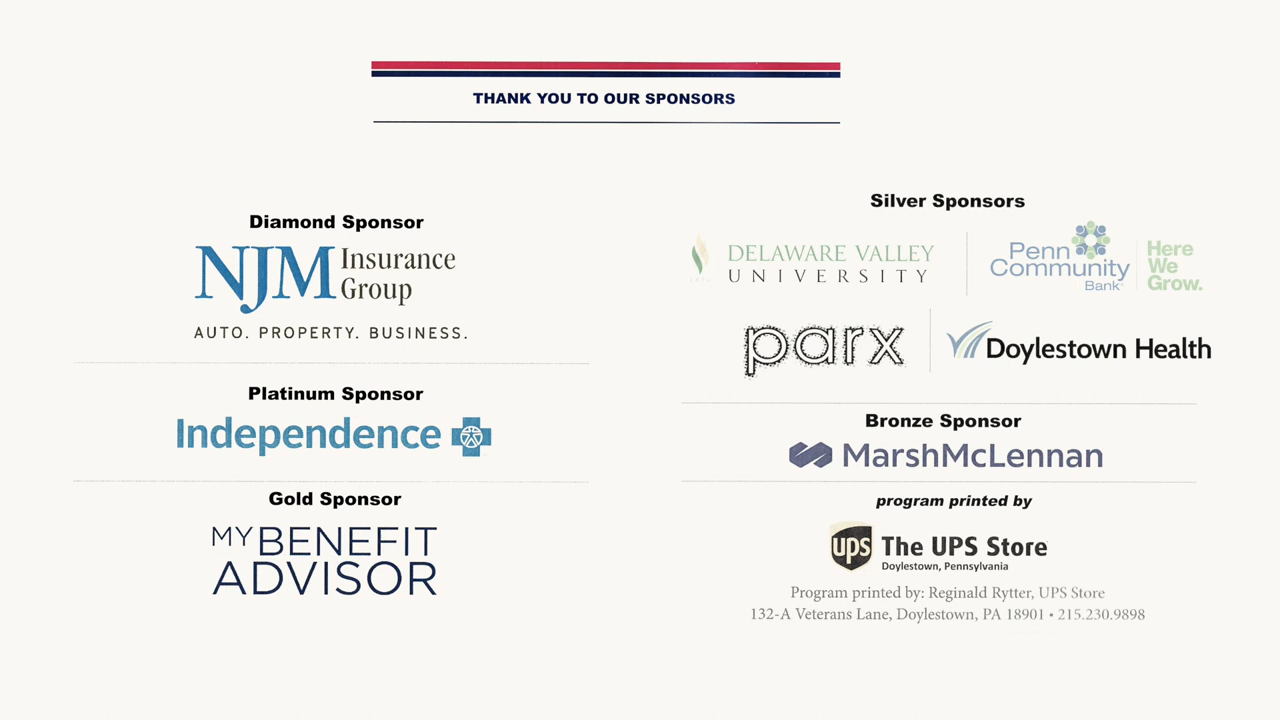 THANK YOU TO OUR SPONSORS
Diamond Sponsor
NJM Insurance
Group
AUTO. PROPERTY. BUSINESS.
Platinum Sponsor
Independence
Gold Sponsor
MY BENEFIT
ADVISOR
Silver Sponsors
DELAWARE VALLEY
UNIVERSITY
Penn
Community
Bank
Here
We
Grow.
parx
Doylestown Health
Bronze Sponsor
MarshMcLennan
program printed by
ups The UPS Store
Doylestown, Pennsylvania
Program printed by: Reginald Rytter, UPS Store
132-A Veterans Lane, Doylestown, PA 18901 • 215.230.9898